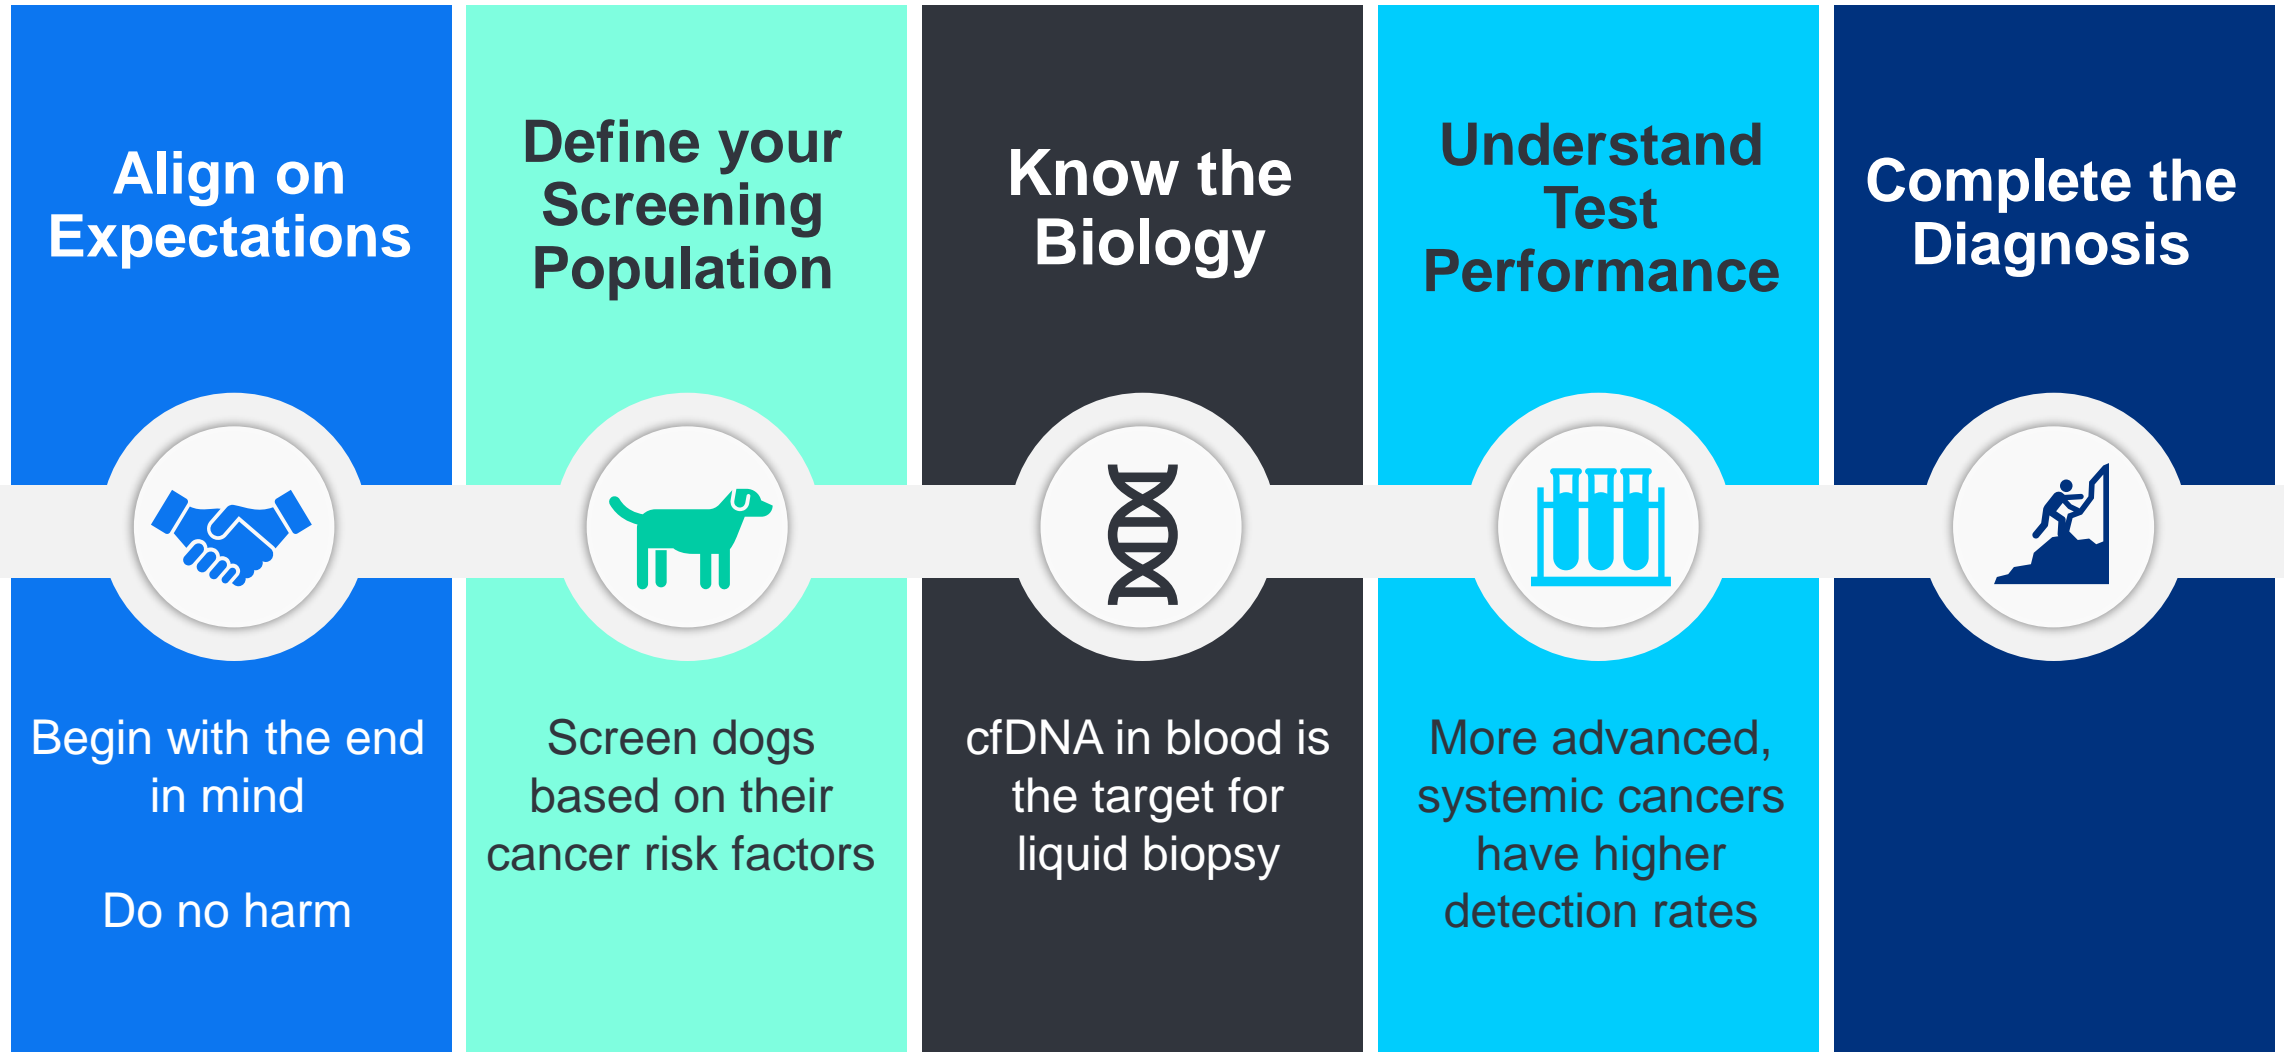 Align on
Expectations
Begin with the end
in mind
Do no harm
Define your
Screening
Population
Screen dogs
based on their
cancer risk factors
Know the
Biology
cfDNA in blood is
the target for
liquid biopsy
Understand
Test
Performance
More advanced,
systemic cancers
have higher
detection rates
Complete the
Diagnosis